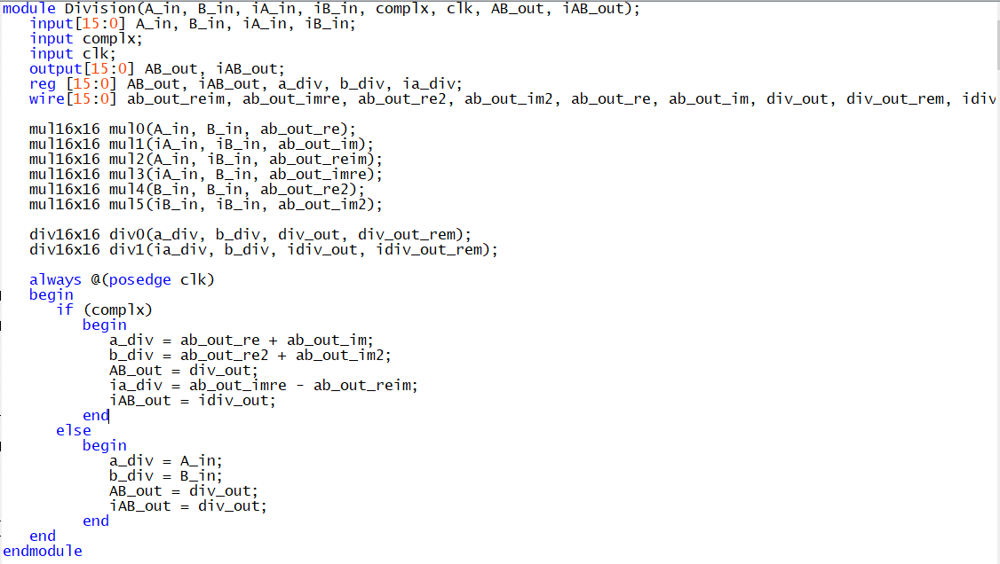 module Division(A_in, B_in, iA_in, iB_in, complx, clk, AB_out, iAB_out);
   input[15:0] A_in, B_in, iA_in, iB_in;
   input complx;
   input clk;
   output[15:0] AB_out, iAB_out;
   reg [15:0] AB_out, iAB_out, a_div, b_div, ia_div;
   wire[15:0] ab_out_reim, ab_out_imre, ab_out_re2, ab_out_im2, ab_out_re, ab_out_im, div_out, div_out_rem, idiv

   mul16x16 mul0(A_in, B_in, ab_out_re);
   mul16x16 mul1(iA_in, iB_in, ab_out_im);
   mul16x16 mul2(A_in, iB_in, ab_out_reim);
   mul16x16 mul3(iA_in, B_in, ab_out_imre);
   mul16x16 mul4(B_in, B_in, ab_out_re2);
   mul16x16 mul5(iB_in, iB_in, ab_out_im2);

   div16x16 div0(a_div, b_div, div_out, div_out_rem);
   div16x16 div1(ia_div, b_div, idiv_out, idiv_out_rem);

   always @(posedge clk)
   begin
      if (complx)
         begin
            a_div = ab_out_re + ab_out_im;
            b_div = ab_out_re2 + ab_out_im2;
            AB_out = div_out;
            ia_div = ab_out_imre - ab_out_reim;
            iAB_out = idiv_out;
         end
      else
         begin
            a_div = A_in;
            b_div = B_in;
            AB_out = div_out;
            iAB_out = div_out;
         end
   end
endmodule